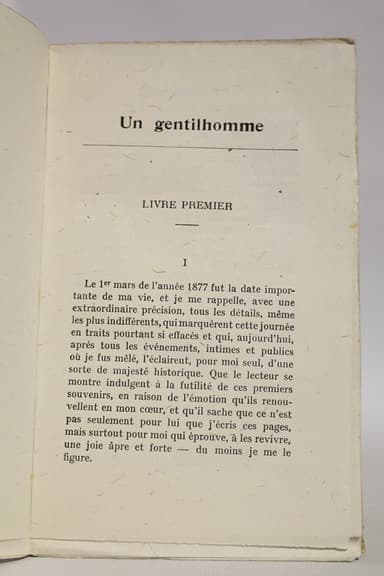 Un gentilhomme
LIVRE PREMIER
I
Le 1er mars de l'année 1877 fut la date impor-
tante de ma vie, et je me rappelle, avec une
extraordinaire précision, tous les détails, même
les plus indifférents, qui marquèrent cette journée
en traits pourtant si effacés et qui, aujourd'hui,
après tous les événements, intimes et publics
où je fus mêlé, l'éclairent, pour moi seul, d'une
sorte de majesté historique. Que le lecteur se
montre indulgent à la futilité de ces premiers
souvenirs, en raison de l'émotion qu'ils renou-
vellent en mon cœur, et qu'il sache que ce n'est
pas seulement pour lui que j'écris ces pages,
mais surtout pour moi qui éprouve, à les revivre,
une joie âpre et forte — du moins je me le
figure.